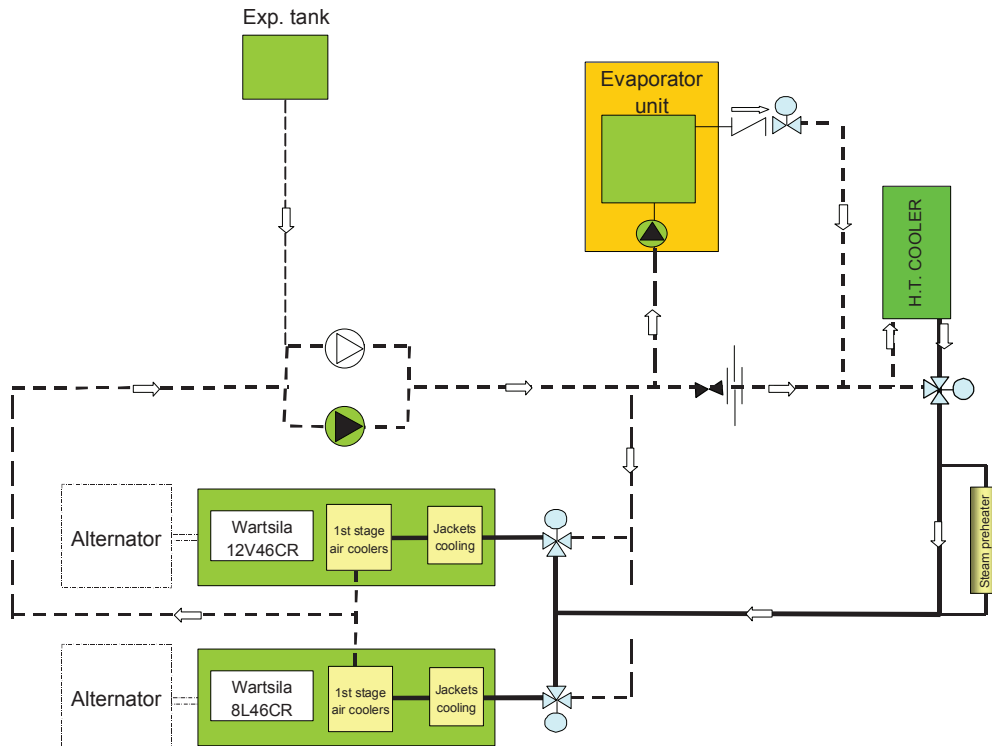 Exp. tank
Evaporator
unit
H.T. COOLER
Alternator
Wartsila
12V46CR
1st stage
air coolers
Jackets
cooling
Steam preheater
Alternator
Wartsila
8L46CR
1st stage
air coolers
Jackets
cooling